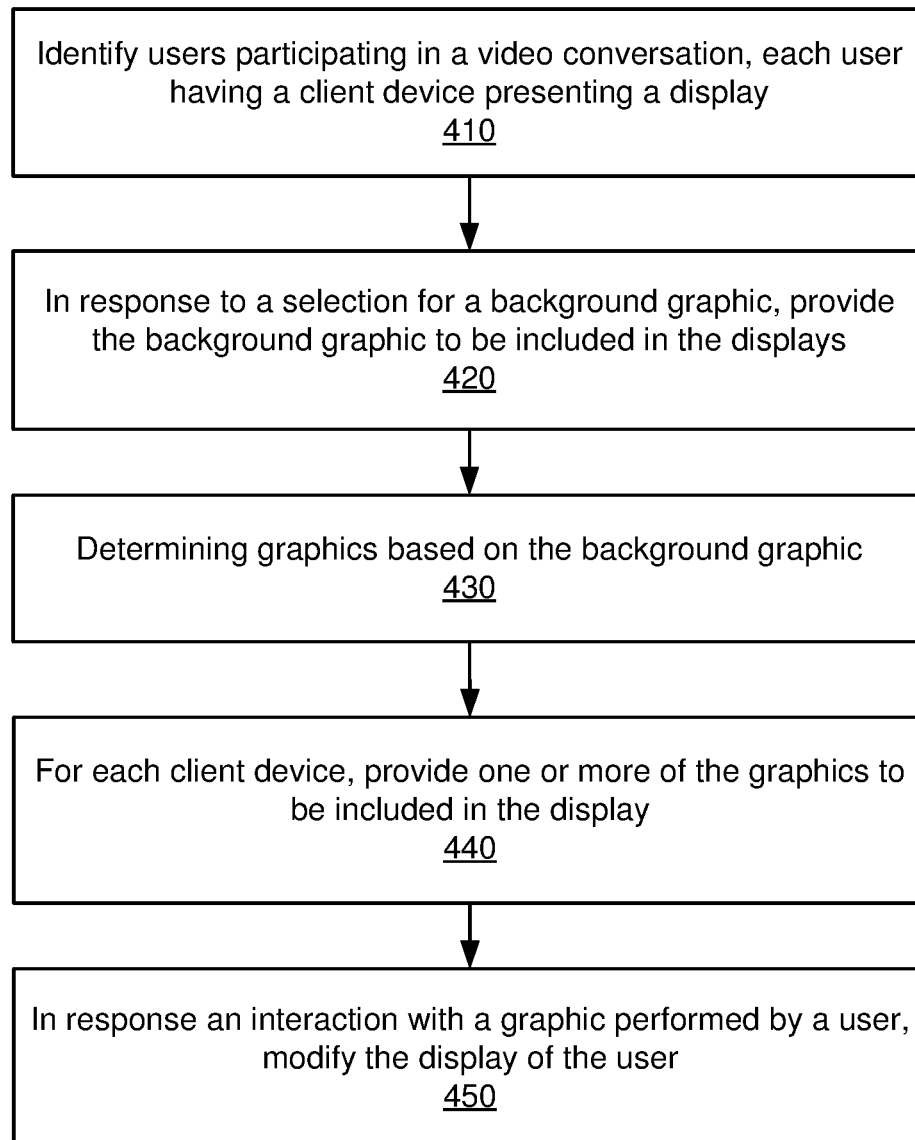 Identify users participating in a video conversation, each user
having a client device presenting a display
410
In response to a selection for a background graphic, provide
the background graphic to be included in the displays
420
Determining graphics based on the background graphic
430
For each client device, provide one or more of the graphics to
be included in the display
440
In response an interaction with a graphic performed by a user,
modify the display of the user
450